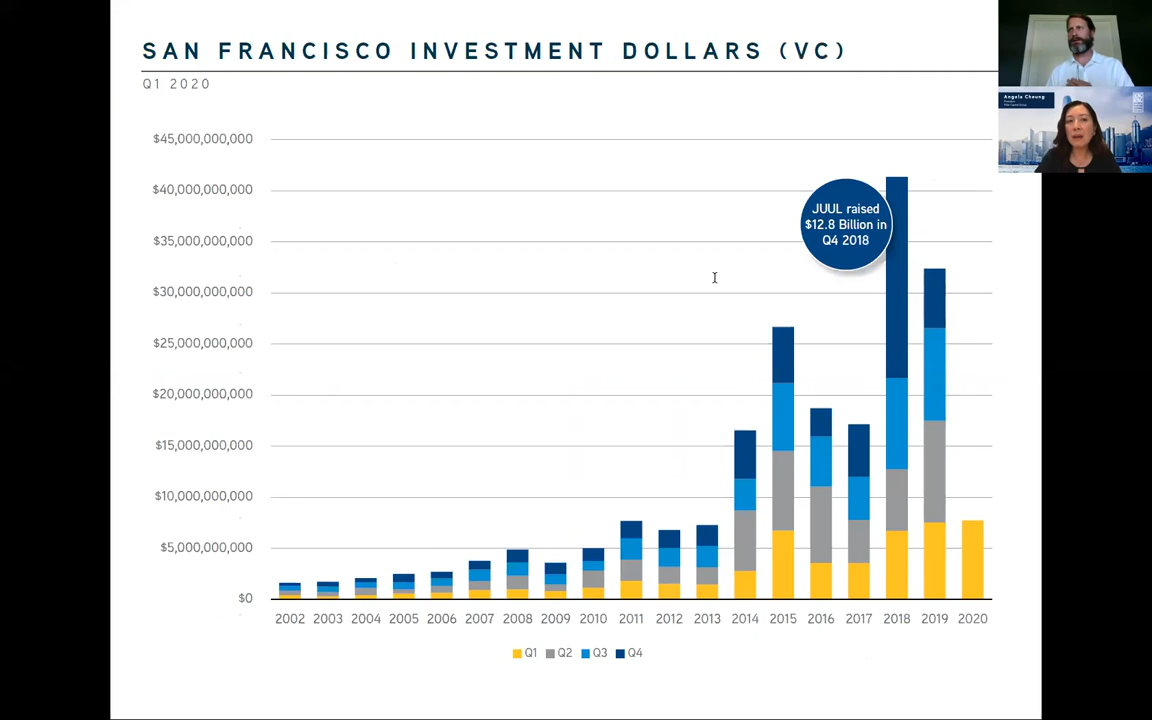 SAN FRANCISCO INVESTMENT DOLLARS (VC)
Q1 2020
Angela Cheung
$45,000,000,000
$40,000,000,000
$35,000,000,000
$30,000,000,000
$25,000,000,000
$20,000,000,000
$15,000,000,000
$10,000,000,000
$5,000,000,000
$0
JUUL raised
$12.8 Billion in
Q4 2018
2002 2003 2004 2005 2006 2007 2008 2009 2010 2011 2012 2013 2014 2015 2016 2017 2018 2019 2020
Q1 Q2 Q3 Q4